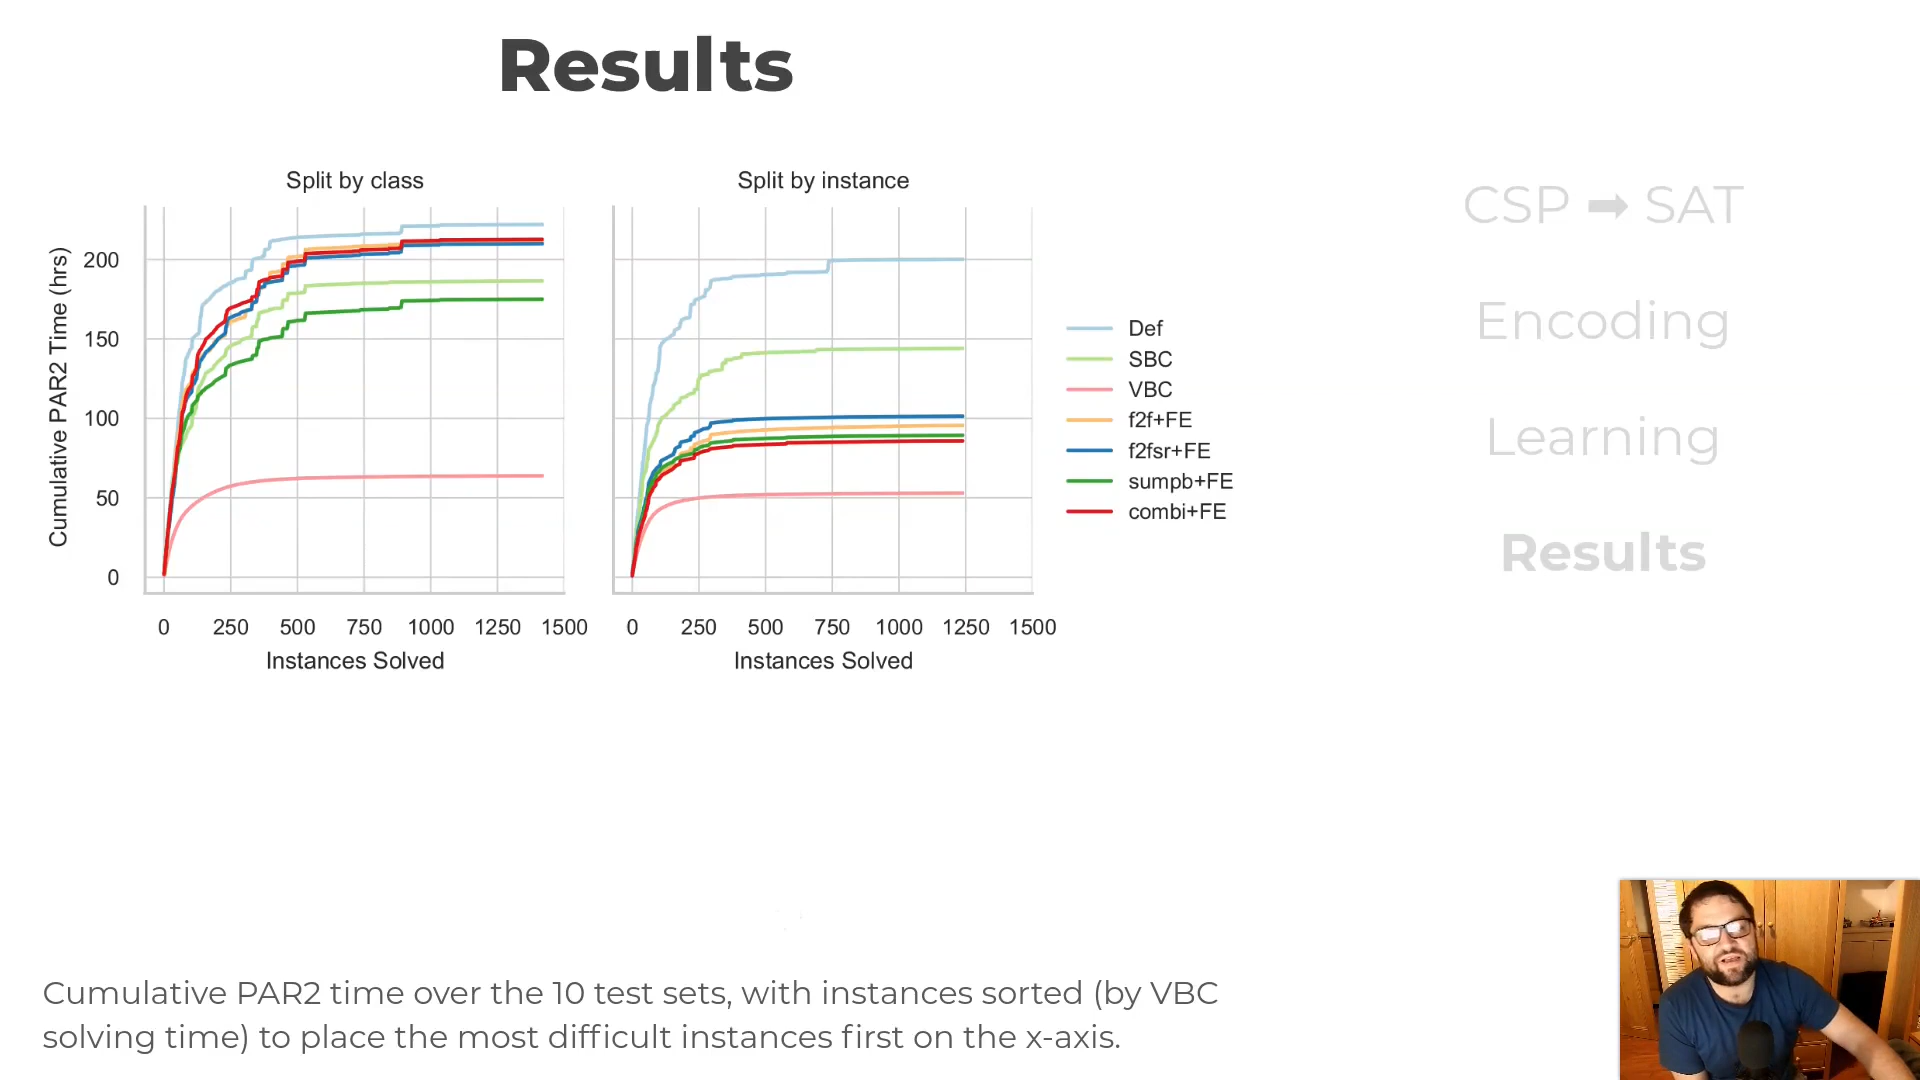 Results
Split by class
Split by instance
Cumulative PAR2 Time (hrs)
200
150
100
50
0
0 250 500 750 1000 1250 1500
0 250 500 750 1000 1250 1500
Instances Solved
Instances Solved
Def
SBC
VBC
f2f+FE
f2fsr+FE
sumpb+FE
combi+FE
CSP ➡ SAT
Encoding
Learning
Results
Cumulative PAR2 time over the 10 test sets, with instances sorted (by VBC
solving time) to place the most difficult instances first on the x-axis.